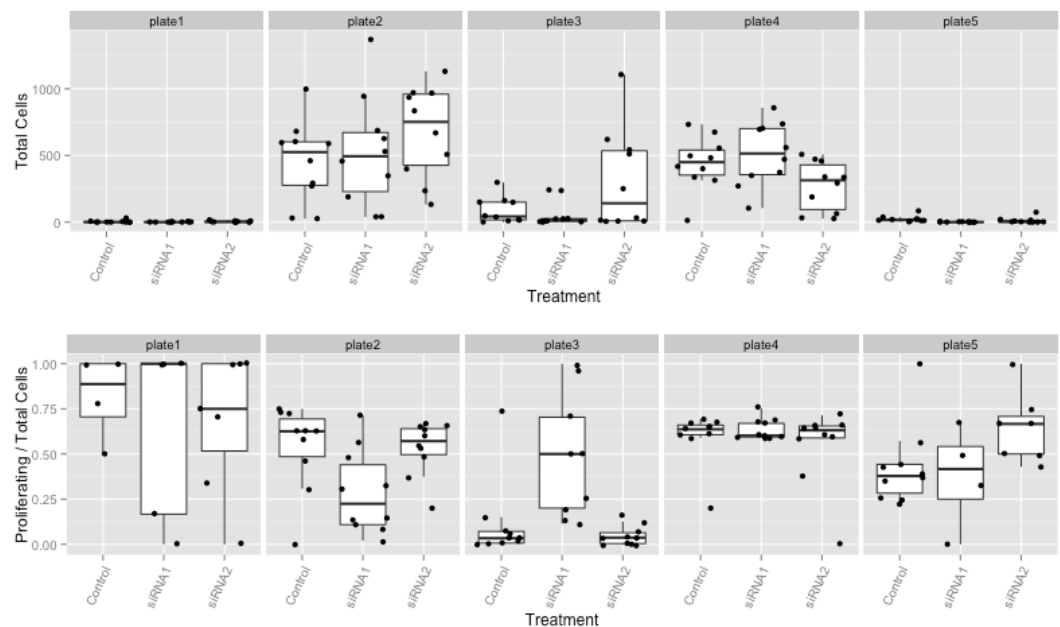 plate1 plate2 plate3 plate4 plate5
Total Cells
1000
500
0
Control siRNA1 siRNA2 Control siRNA1 siRNA2 Control siRNA1 siRNA2 Control siRNA1 siRNA2 Control siRNA1 siRNA2
Treatment
plate1 plate2 plate3 plate4 plate5
Proliferating / Total Cells
1.00
0.75
0.50
0.25
0.00
Control siRNA1 siRNA2 Control siRNA1 siRNA2 Control siRNA1 siRNA2 Control siRNA1 siRNA2 Control siRNA1 siRNA2
Treatment